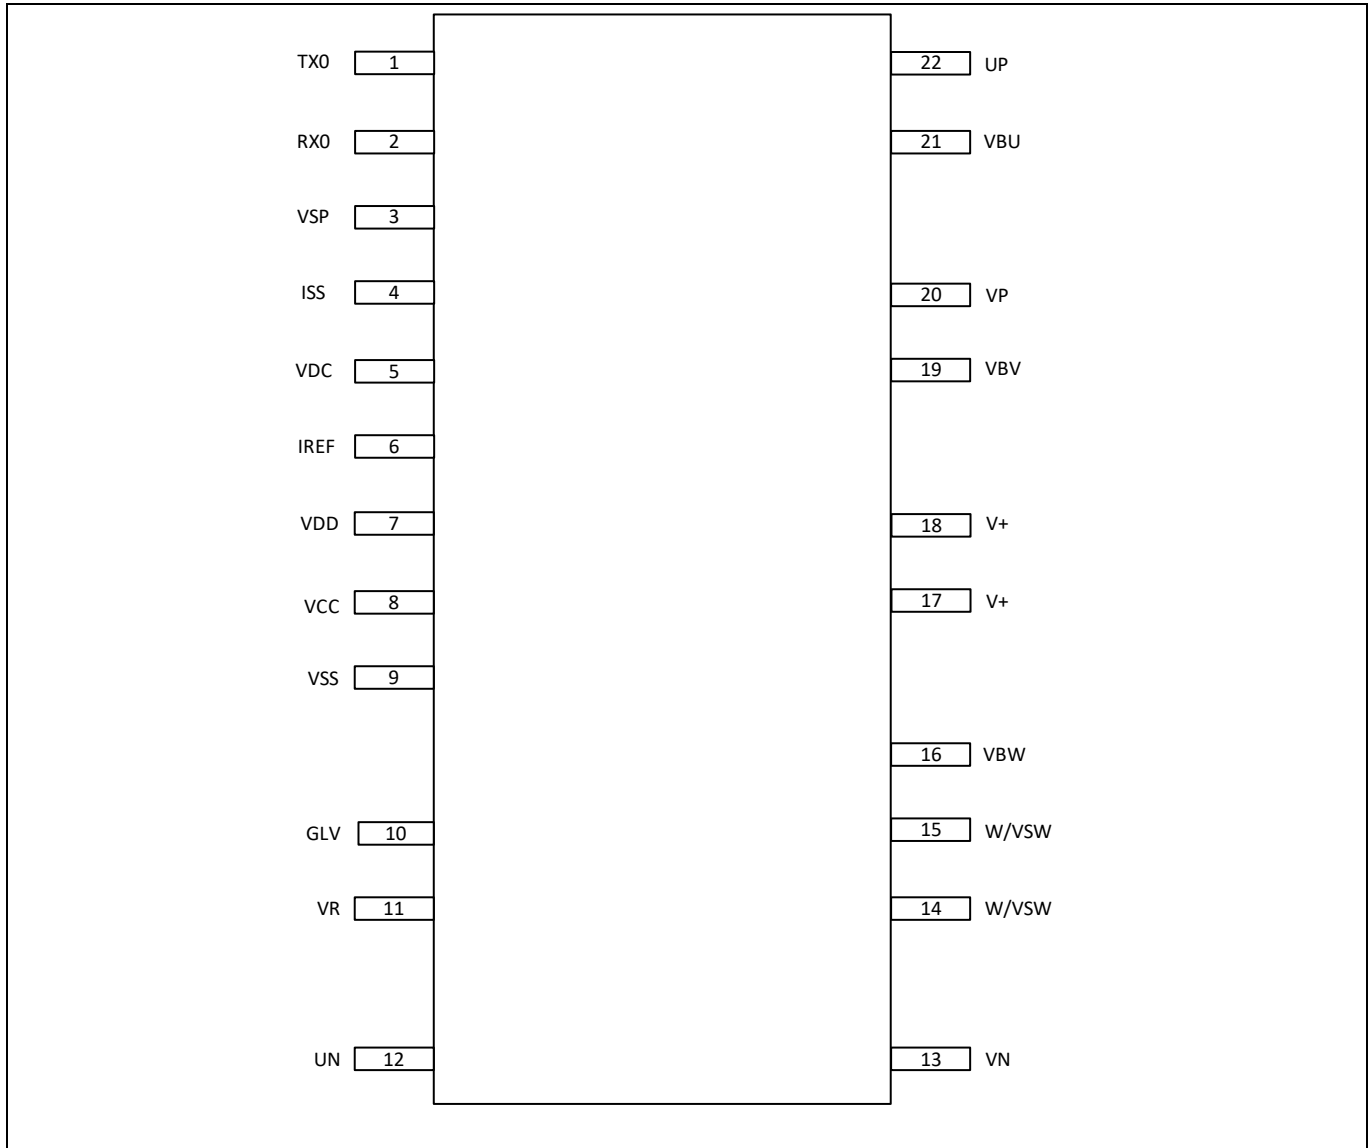 TX0 1 22 UP
RX0 2 21 VBU
VSP 3
ISS 4 20 VP
VDC 5 19 VBV
IREF 6
VDD 7 18 V+
VCC 8 17 V+
VSS 9
16 VBW
GLV 10 15 W/VSW
VR 11 14 W/VSW
UN 12 13 VN